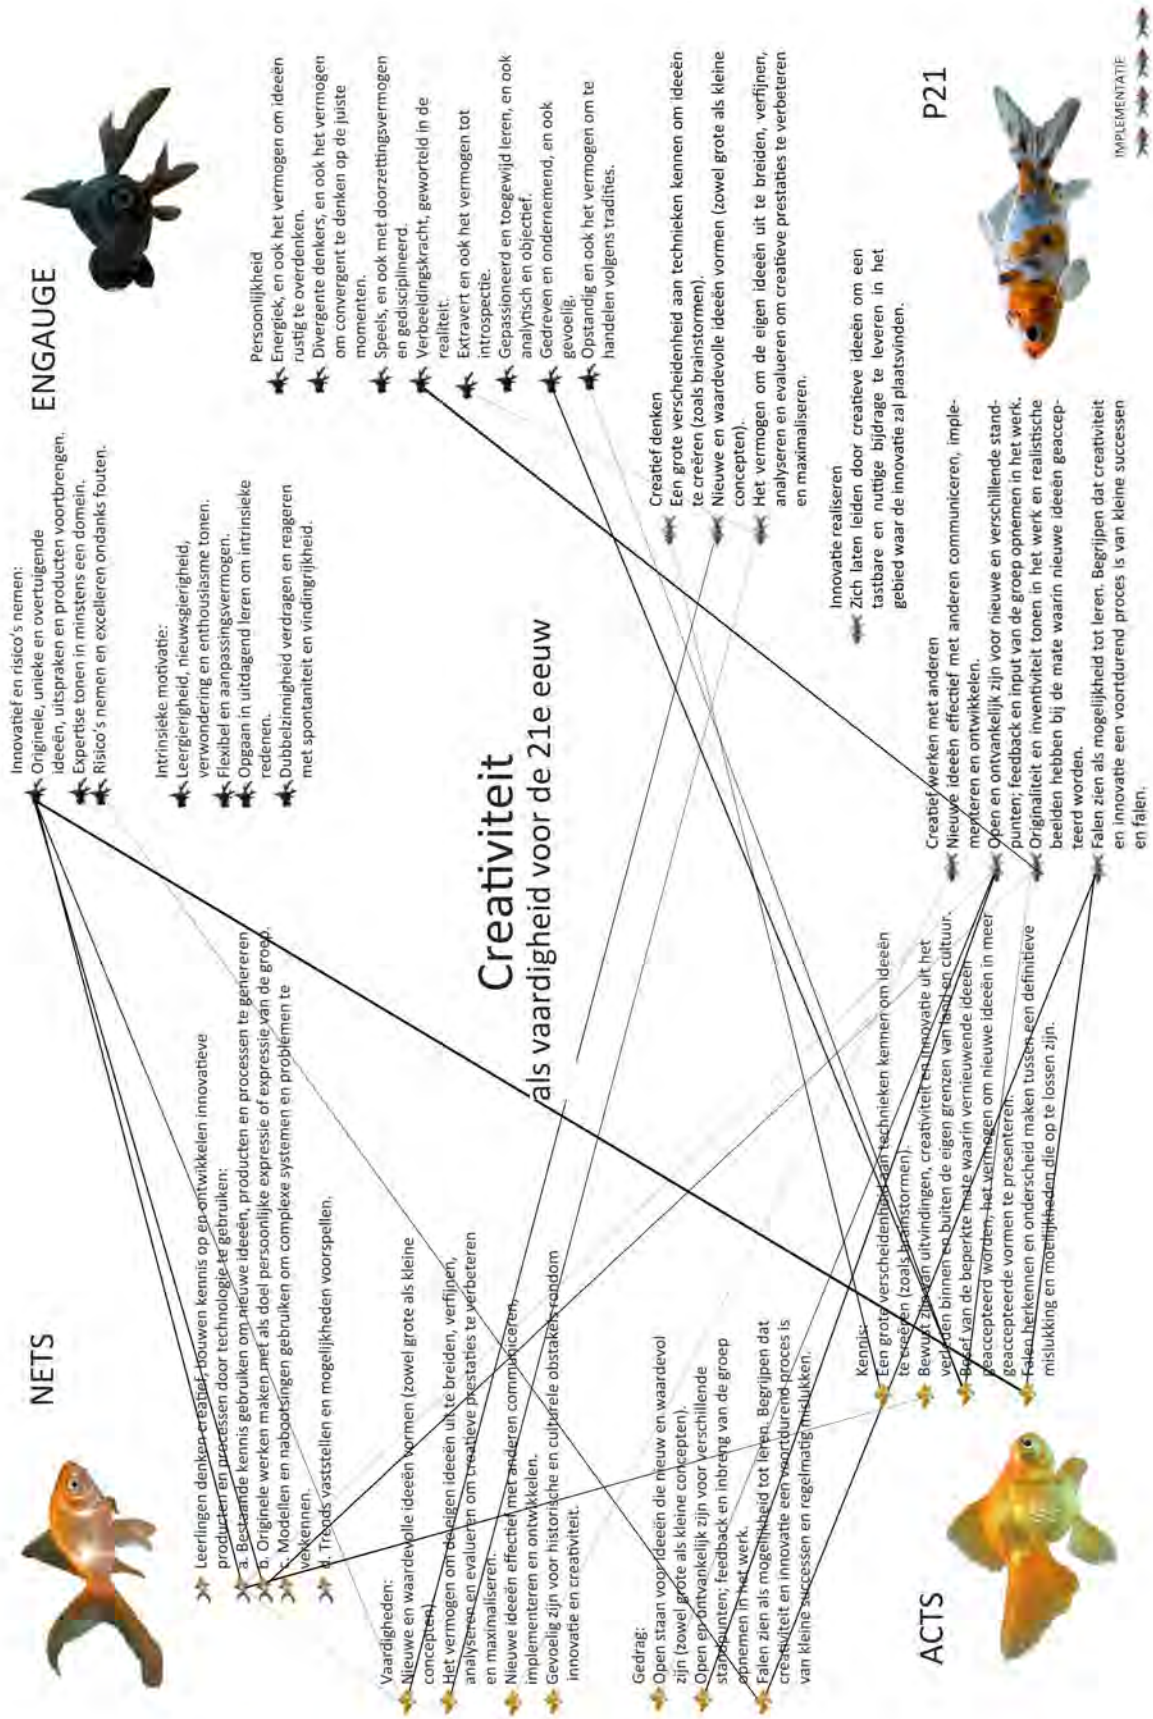 NETS
Leerlingen denken creatief, bouwen kennis op en ontwikkelen innovatieve
producten en processen door technologie te gebruiken:
a. Bestaande kennis gebruiken om nieuwe ideeën, producten en processen te genereren
b. Originele werken maken met als doel persoonlijke expressie of expressie van de groep.
c. Modellen en nabootsingen gebruiken om complexe systemen en problemen te
verkennen.
d. Trends vaststellen en mogelijkheden voorspellen.
ENGAUGE
Innovatief en risico's nemen:
Originele, unieke en overtuigende
ideeën, uitspraken en producten voortbrengen.
Expertise tonen in minstens een domein.
Risico's nemen en excelleren ondanks fouten.
Intrinsieke motivatie:
Leergierigheid, nieuwsgierigheid,
verwondering en enthousiasme tonen.
Flexibel en aanpassingsvermogen.
Opgaan in uitdagend leren om intrinsieke
redenen.
Dubbelzinnigheid verdragen en reageren
met spontaniteit en vindingrijkheid.
Persoonlijkheid
Energiek, en ook het vermogen om ideeën
rustig te overdenken.
Divergente denkers, en ook het vermogen
om convergent te denken op de juiste
momenten.
Speels, en ook met doorzettingsvermogen
en gedisciplineerd.
Verbeeldingskracht, geworteld in de
realiteit.
Extravert en ook het vermogen tot
introspectie.
Gepassioneerd en toegewijd leren, en ook
analytisch en objectief.
Gedreven en ondernemend, en ook
gevoelig.
Opstandig en ook het vermogen om te
handelen volgens tradities.
Creativiteit
als vaardigheid voor de 21e eeuw
Vaardigheden:
Nieuwe en waardevolle ideeën vormen (zowel grote als kleine
concepten)
Het vermogen om de eigen ideeën uit te breiden, verfijnen,
analyseren en evalueren om creatieve prestaties te verbeteren
en maximaliseren.
Nieuwe ideeën effectief met anderen communiceren,
implementeren en ontwikkelen.
Gevoelig zijn voor historische en culturele obstakels rondom
innovatie en creativiteit.
Gedrag:
Open staan voor ideeën die nieuw en waardevol
zijn (zowel grote als kleine concepten).
Open en ontvankelijk zijn voor verschillende
standpunten; feedback en inbreng van de groep
opnemen in het werk.
Falen zien als mogelijkheid tot leren. Begrijpen dat
creativiteit en innovatie een voortdurend proces is
van kleine successen en regelmatig mislukken.
Kennis:
Een grote verscheidenheid aan technieken kennen om ideeën
te creëren (zoals brainstormen).
Bewust zijn van uitvindingen, creativiteit en innovatie uit het
verleden binnen en buiten de eigen grenzen van land en cultuur.
Besef van de beperkte mate waarin vernieuwende ideeën
geaccepteerd worden, het vermogen om nieuwe ideeën in meer
geaccepteerde vormen te presenteren.
Falen herkennen en onderscheid maken tussen een definitieve
mislukking en moeilijkheden die op te lossen zijn.
ACTS
Creatief denken
Een grote verscheidenheid aan technieken kennen om ideeën
te creëren (zoals brainstormen).
Nieuwe en waardevolle ideeën vormen (zowel grote als kleine
concepten).
Het vermogen om de eigen ideeën uit te breiden, verfijnen,
analyseren en evalueren om creatieve prestaties te verbeteren
en maximaliseren.
Innovatie realiseren
Zich laten leiden door creatieve ideeën om een
tastbare en nuttige bijdrage te leveren in het
gebied waar de innovatie zal plaatsvinden.
Creatief werken met anderen
Nieuwe ideeën effectief met anderen communiceren, imple-
menteren en ontwikkelen.
Open en ontvankelijk zijn voor nieuwe en verschillende stand-
punten; feedback en input van de groep opnemen in het werk.
Originaliteit en inventiviteit tonen in het werk en realistische
beelden hebben bij de mate waarin nieuwe ideeën geaccep-
teerd worden.
Falen zien als mogelijkheid tot leren. Begrijpen dat creativiteit
en innovatie een voortdurend proces is van kleine successen
en falen.
P21
IMPLEMENTATIE